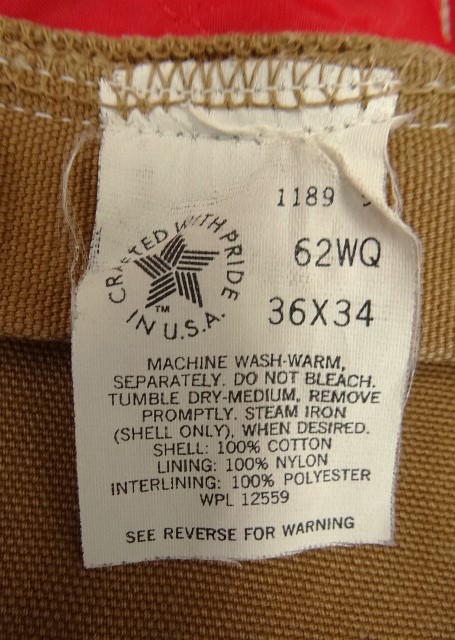 1189
62WQ
CRAFTED WITH PRIDE
IN U.S.A.
TM
36X34
MACHINE WASH-WARM,
SEPARATELY. DO NOT BLEACH.
TUMBLE DRY-MEDIUM, REMOVE
PROMPTLY. STEAM IRON
(SHELL ONLY), WHEN DESIRED.
SHELL: 100% COTTON
LINING: 100% NYLON
INTERLINING: 100% POLYESTER
WPL 12559
SEE REVERSE FOR WARNING